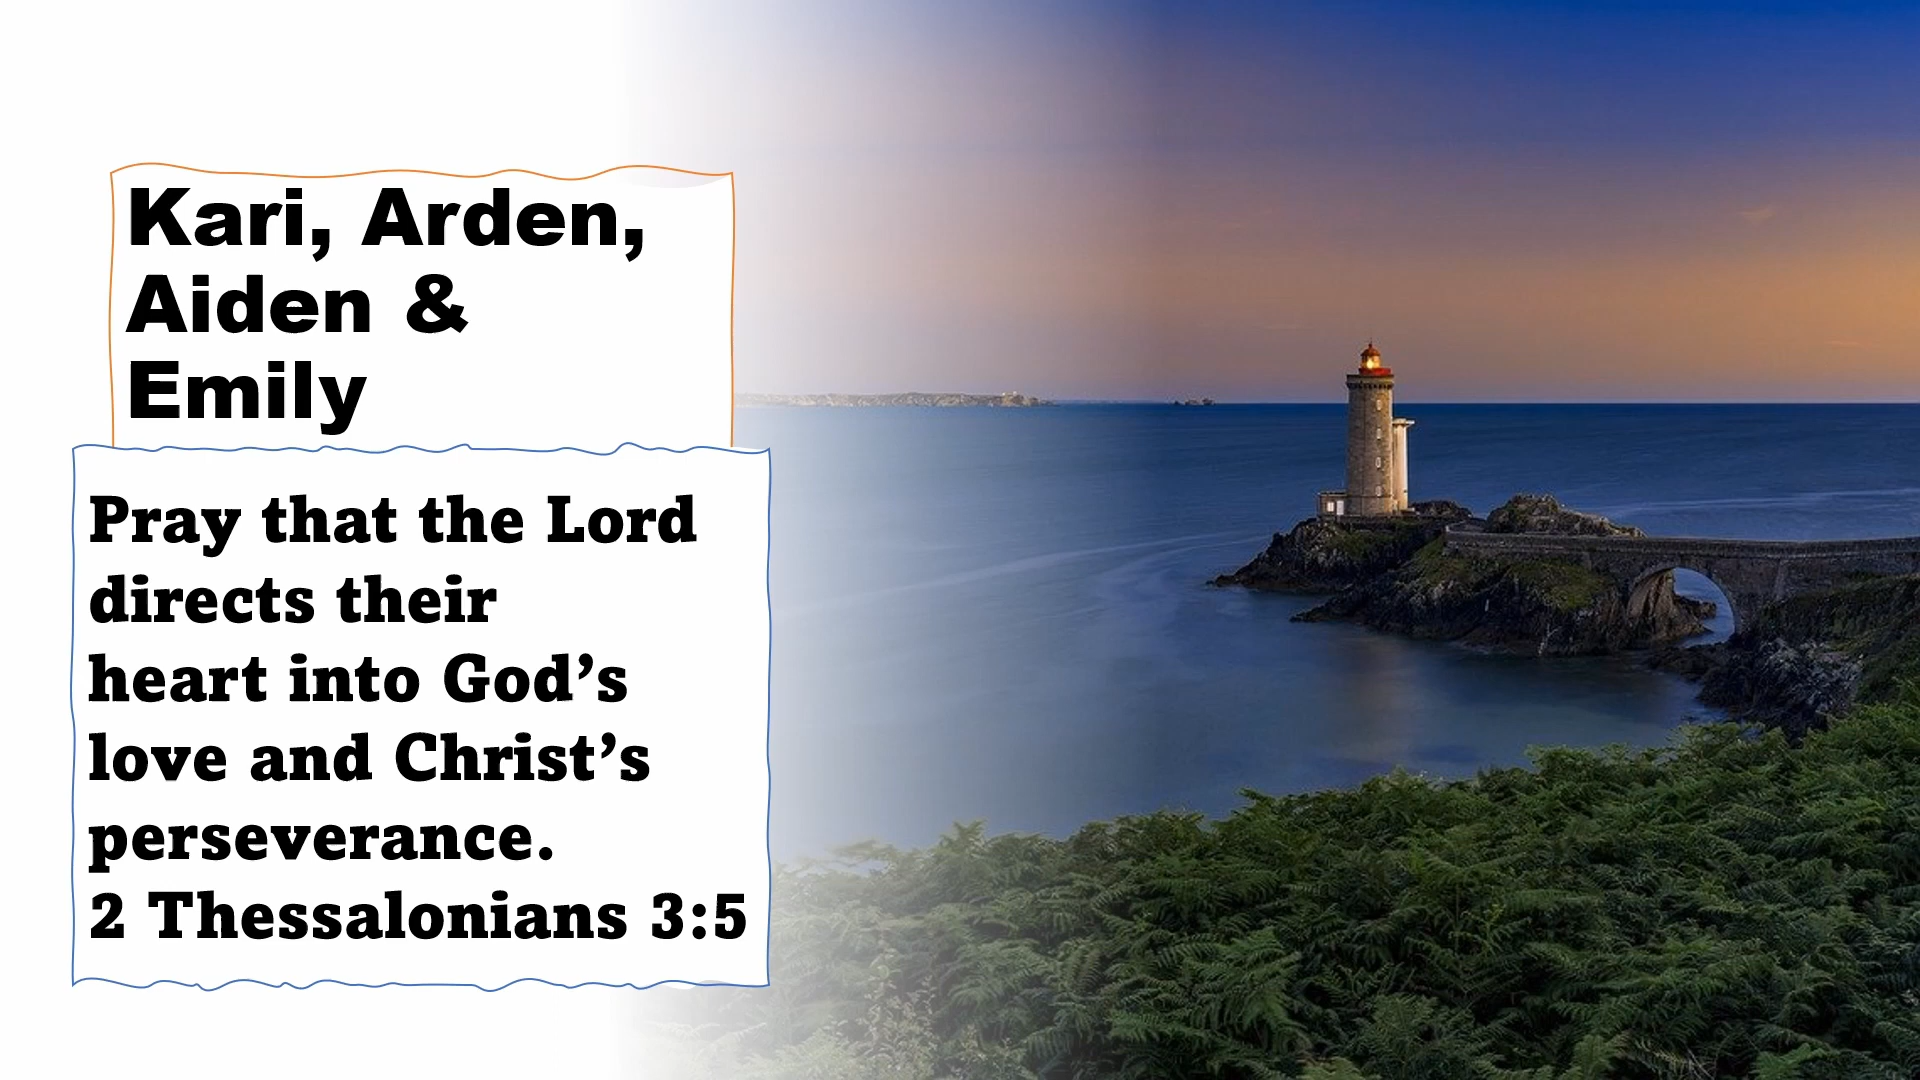 Kari, Arden,
Aiden &
Emily
Pray that the Lord
directs their
heart into God’s
love and Christ’s
perseverance.
2 Thessalonians 3:5